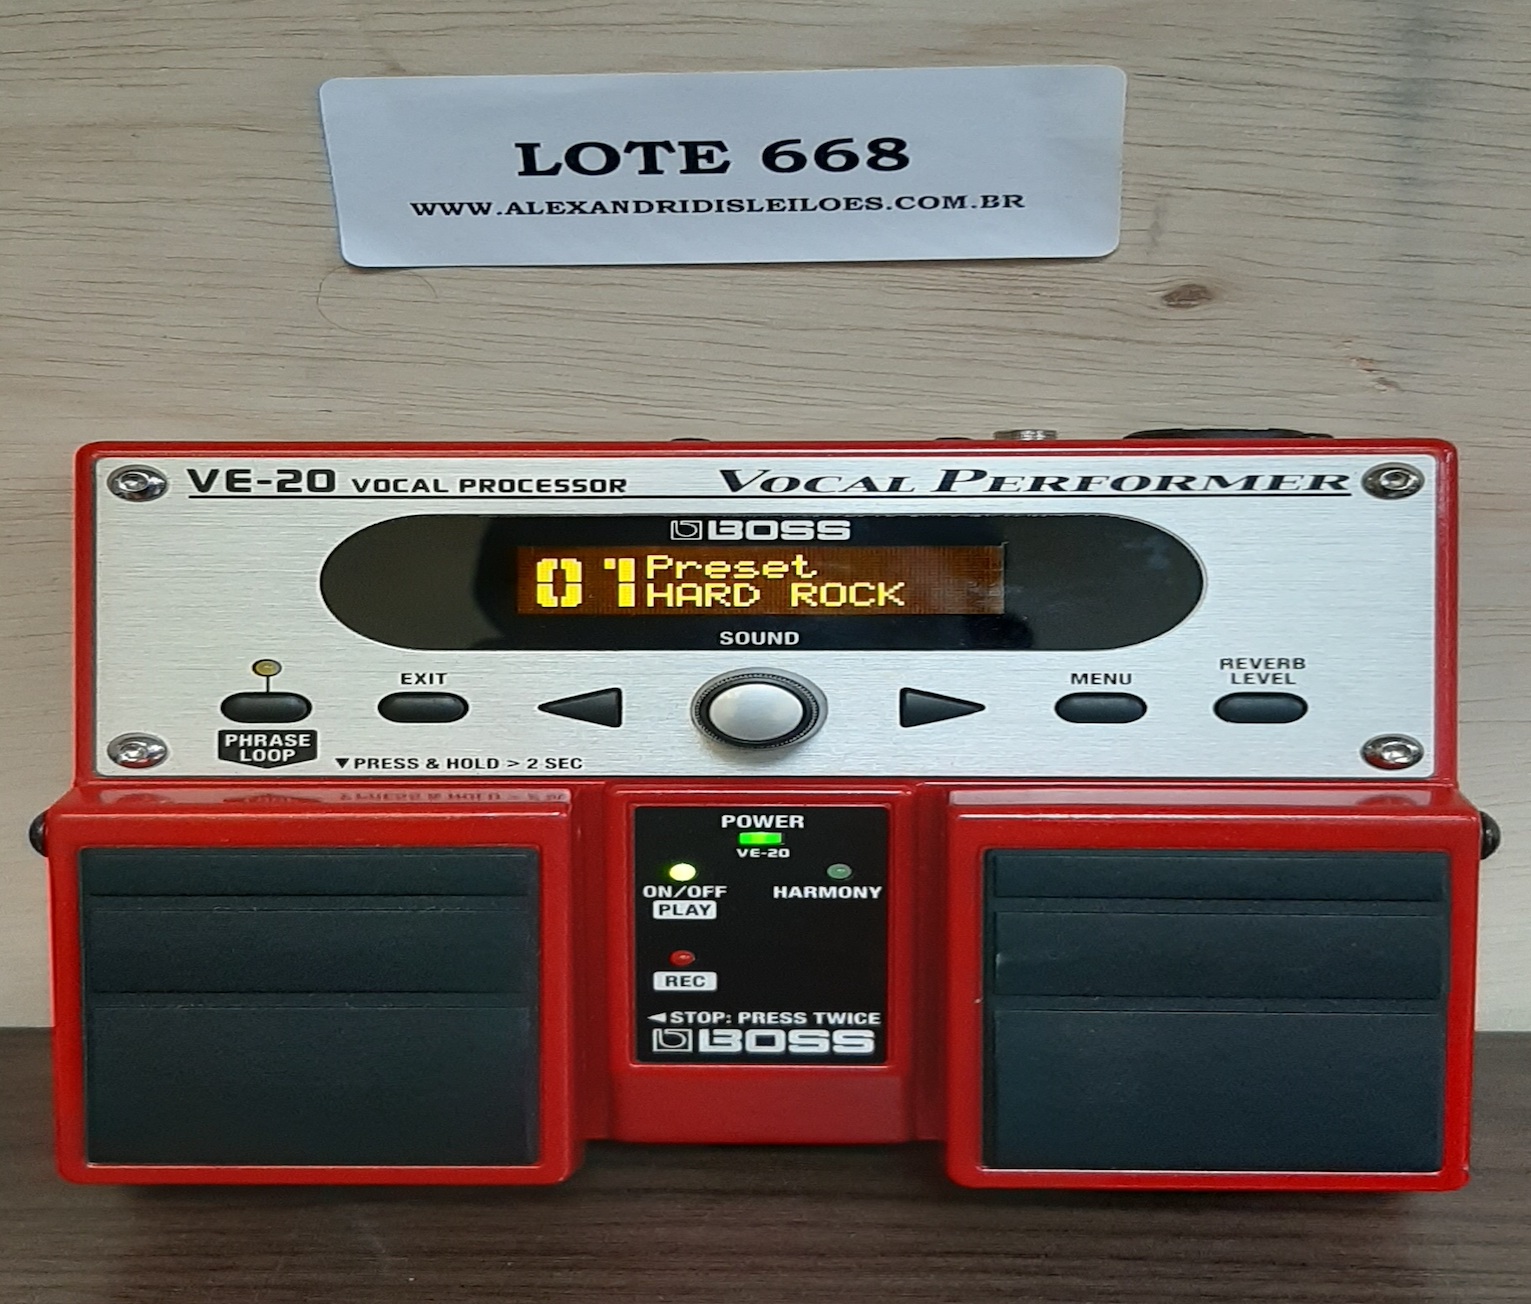 LOTE 668
WWW.ALEXANDRIDISLEILOES.COM.BR
VE-20 VOCAL PROCESSOR
VOCAL PERFORMER
BOSS
01 Preset
HARD ROCK
SOUND
EXIT
MENU
REVERB
LEVEL
PHRASE
LOOP
▼PRESS & HOLD > 2 SEC
POWER
VE-20
ON/OFF
HARMONY
PLAY
REC
◄STOP: PRESS TWICE
BOSS